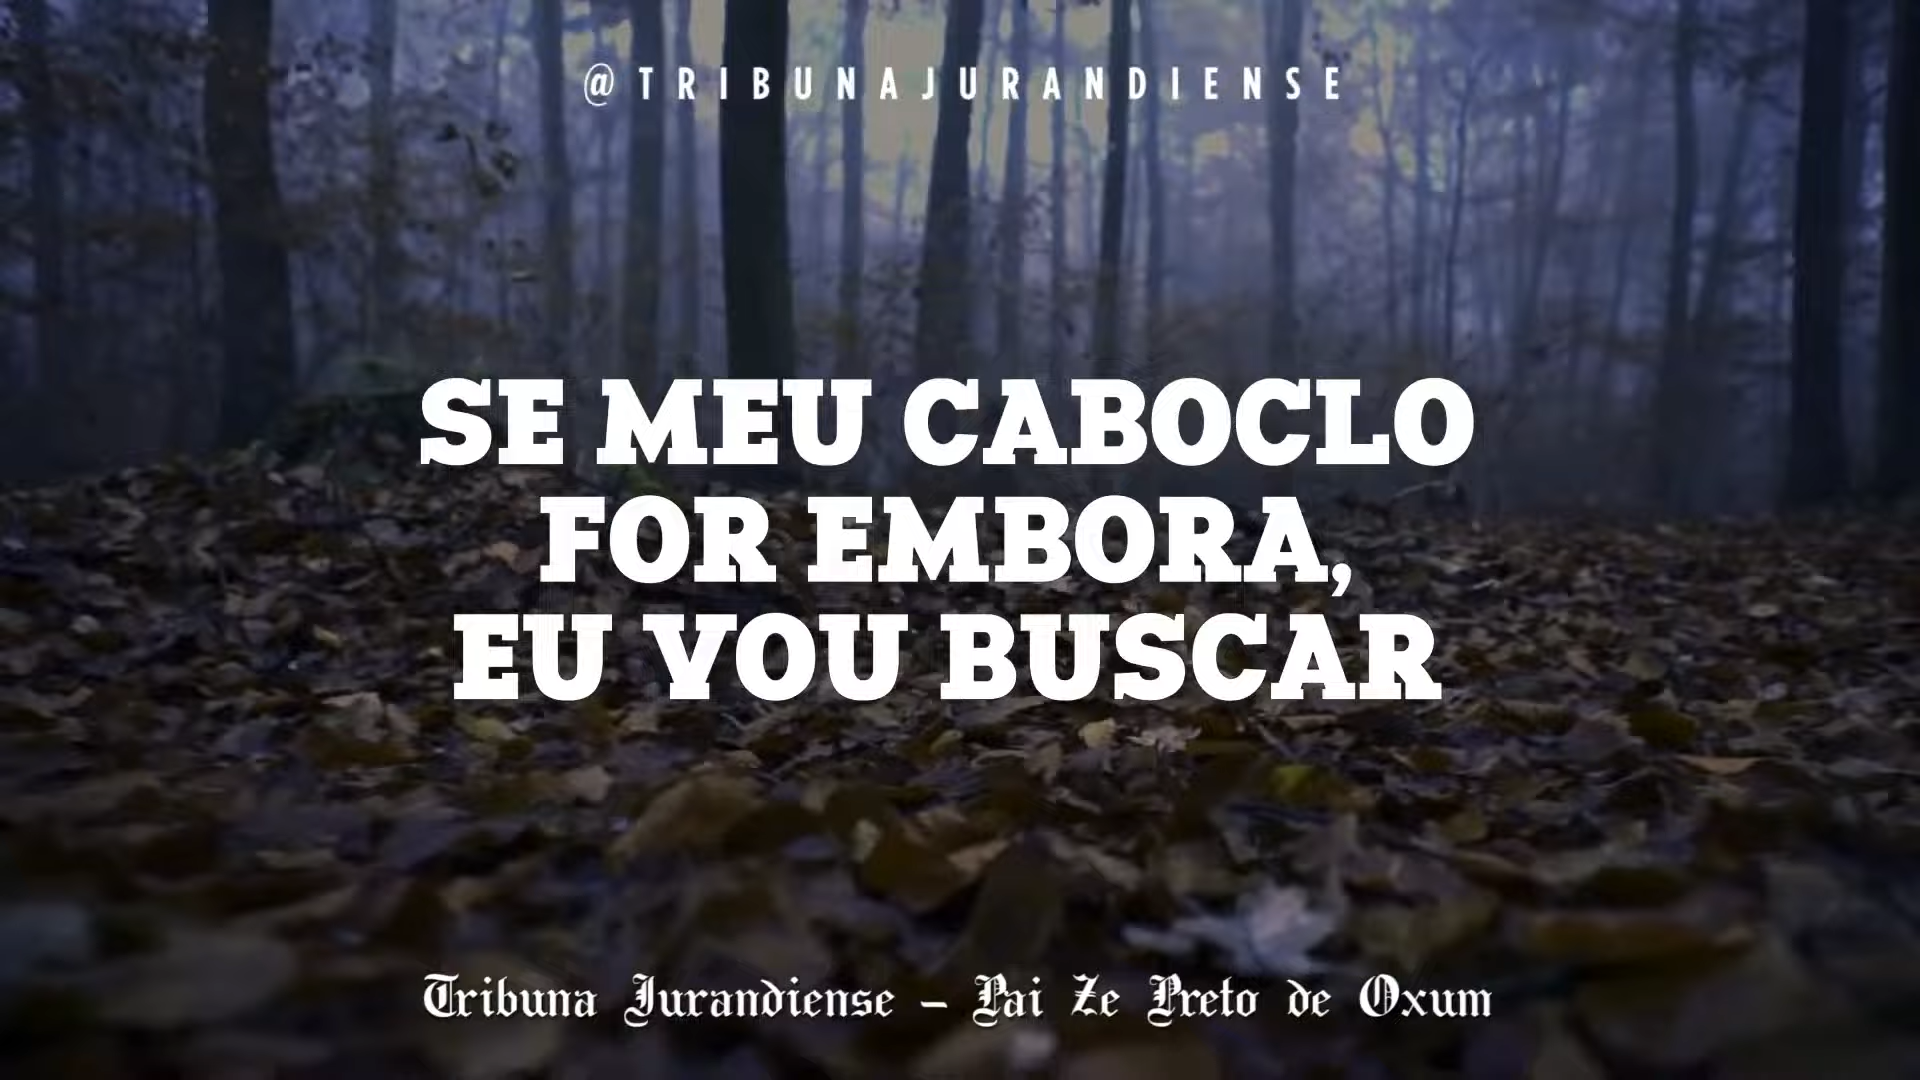 @TRIBUNAJURANDIENSE
SE MEU CABOCLO
FOR EMBORA,
EU VOU BUSCAR
Tribuna Jurandiense - Pai Ze Preto de Oxum